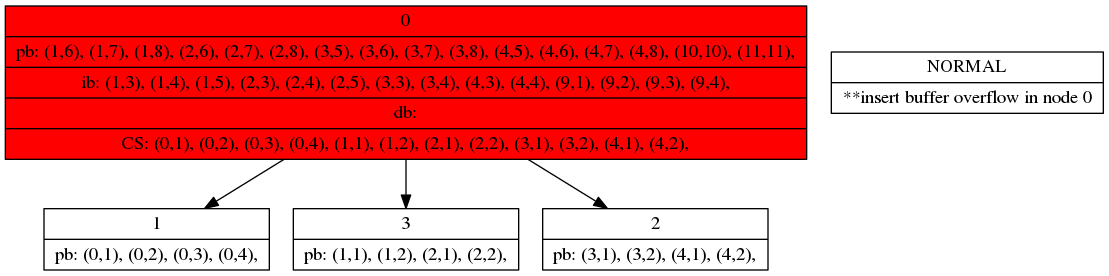 0
pb: (1,6), (1,7), (1,8), (2,6), (2,7), (2,8), (3,5), (3,6), (3,7), (3,8), (4,5), (4,6), (4,7), (4,8), (10,10), (11,11),
ib: (1,3), (1,4), (1,5), (2,3), (2,4), (2,5), (3,3), (3,4), (4,3), (4,4), (9,1), (9,2), (9,3), (9,4),
db:
CS: (0,1), (0,2), (0,3), (0,4), (1,1), (1,2), (2,1), (2,2), (3,1), (3,2), (4,1), (4,2),
NORMAL
**insert buffer overflow in node 0
1
pb: (0,1), (0,2), (0,3), (0,4),
3
pb: (1,1), (1,2), (2,1), (2,2),
2
pb: (3,1), (3,2), (4,1), (4,2),